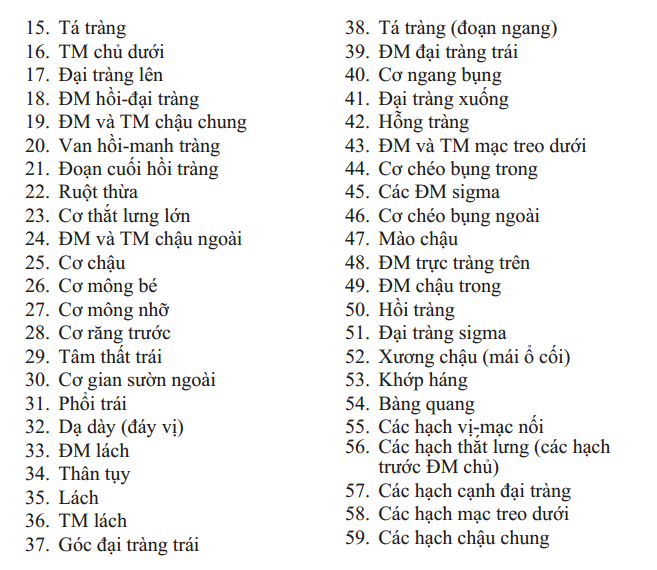 15. Tá tràng
16. TM chủ dưới
17. Đại tràng lên
18. ĐM hồi-đại tràng
19. ĐM và TM chậu chung
20. Van hồi-manh tràng
21. Đoạn cuối hồi tràng
22. Ruột thừa
23. Cơ thắt lưng lớn
24. ĐM và TM chậu ngoài
25. Cơ chậu
26. Cơ mông bé
27. Cơ mông nhỡ
28. Cơ răng trước
29. Tâm thất trái
30. Cơ gian sườn ngoài
31. Phổi trái
32. Dạ dày (đáy vị)
33. ĐM lách
34. Thân tụy
35. Lách
36. TM lách
37. Góc đại tràng trái
38. Tá tràng (đoạn ngang)
39. ĐM đại tràng trái
40. Cơ ngang bụng
41. Đại tràng xuống
42. Hỗng tràng
43. ĐM và TM mạc treo dưới
44. Cơ chéo bụng trong
45. Các ĐM sigma
46. Cơ chéo bụng ngoài
47. Mào chậu
48. ĐM trực tràng trên
49. ĐM chậu trong
50. Hồi tràng
51. Đại tràng sigma
52. Xương chậu (mái ổ cối)
53. Khớp háng
54. Bàng quang
55. Các hạch vị-mạc nối
56. Các hạch thắt lưng (các hạch
trước ĐM chủ)
57. Các hạch cạnh đại tràng
58. Các hạch mạc treo dưới
59. Các hạch chậu chung